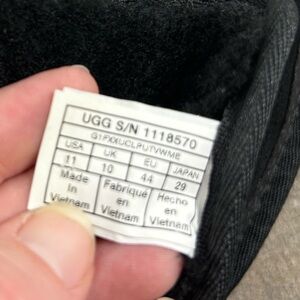 UGG S/N 1118570
G1FXXUCLPUTVWME
USA UK EU JAPAN
11 10 44 29
Made Fabriqué Hecho
in en en
Vietnam Vietnam Vietnam